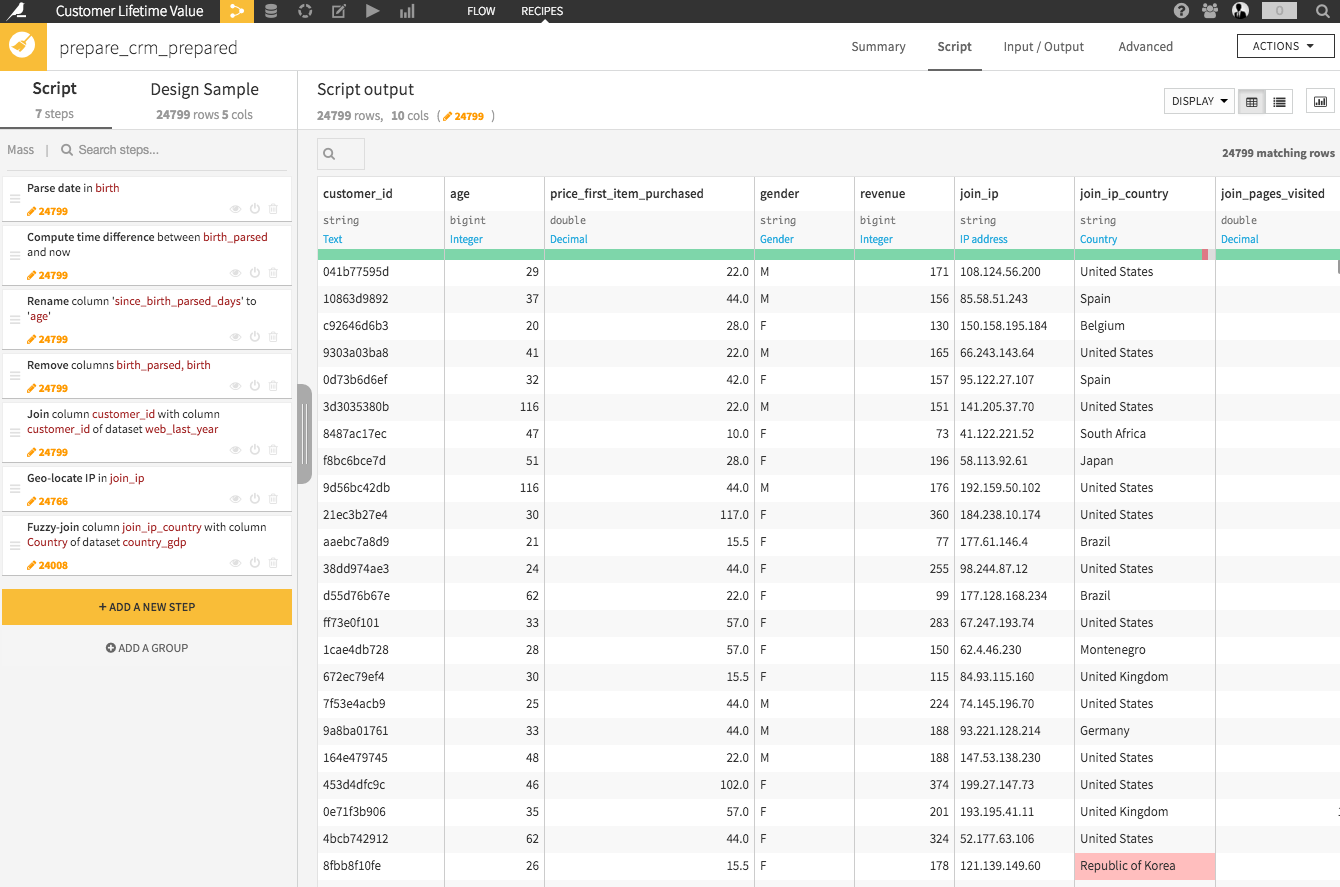 Customer Lifetime Value FLOW RECIPES 0
prepare_crm_prepared Summary Script Input / Output Advanced ACTIONS
Script Design Sample
7 steps 24799 rows 5 cols
Mass | Search steps...
Parse date in birth
24799
Compute time difference between birth_parsed
and now
24799
Rename column 'since_birth_parsed_days' to
'age'
24799
Remove columns birth_parsed, birth
24799
Join column customer_id with column
customer_id of dataset web_last_year
24799
Geo-locate IP in join_ip
24766
Fuzzy-join column join_ip_country with column
Country of dataset country_gdp
24008
+ ADD A NEW STEP
ADD A GROUP
Script output
24799 rows, 10 cols ( 24799 )
DISPLAY
24799 matching rows
customer_id age price_first_item_purchased gender revenue join_ip join_ip_country join_pages_visited
string bigint double string bigint string string double
Text Integer Decimal Gender Integer IP address Country Decimal
041b77595d 29 22.0 M 171 108.124.56.200 United States
10863d9892 37 44.0 M 156 85.58.51.243 Spain
c92646d6b3 20 28.0 F 130 150.158.195.184 Belgium
9303a03ba8 41 22.0 M 165 66.243.143.64 United States
0d73b6d6ef 32 42.0 F 157 95.122.27.107 Spain
3d3035380b 116 22.0 M 151 141.205.37.70 United States
8487ac17ec 47 10.0 F 73 41.122.221.52 South Africa
f8bc6bce7d 51 28.0 F 196 58.113.92.61 Japan
9d56bc42db 116 44.0 M 176 192.159.50.102 United States
21ec3b27e4 30 117.0 F 360 184.238.10.174 United States
aaebc7a8d9 21 15.5 F 77 177.61.146.4 Brazil
38dd974ae3 24 44.0 F 255 98.244.87.12 United States
d55d76b67e 62 22.0 F 99 177.128.168.234 Brazil
ff73e0f101 33 57.0 F 283 67.247.193.74 United States
1cae4db728 28 57.0 F 150 62.4.46.230 Montenegro
672ec79ef4 30 15.5 F 115 84.93.115.160 United Kingdom
7f53e4acb9 25 44.0 M 224 74.145.196.70 United States
9a8ba01761 33 44.0 M 188 93.221.128.214 Germany
164e479745 48 22.0 M 188 147.53.138.230 United States
453d4dfc9c 46 102.0 F 374 199.27.147.73 United States
0e71f3b906 35 57.0 F 201 193.195.41.11 United Kingdom
4bcb742912 62 44.0 F 324 52.177.63.106 United States
8fbb8f10fe 26 15.5 F 178 121.139.149.60 Republic of Korea